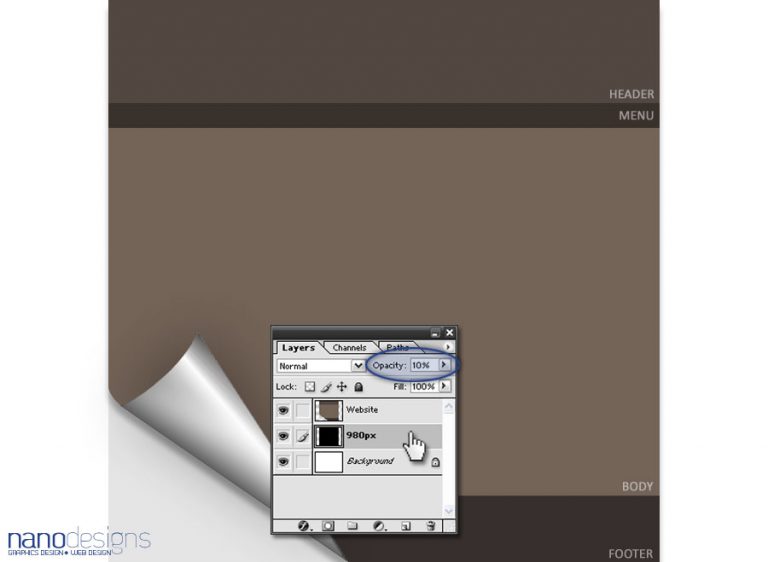 HEADER
MENU
Layers Channels Paths
Normal Opacity: 10%
Lock: Fill: 100%
Website
980px
Background
BODY
FOOTER
nanodesigns
GRAPHICS DESIGN • WEB DESIGN